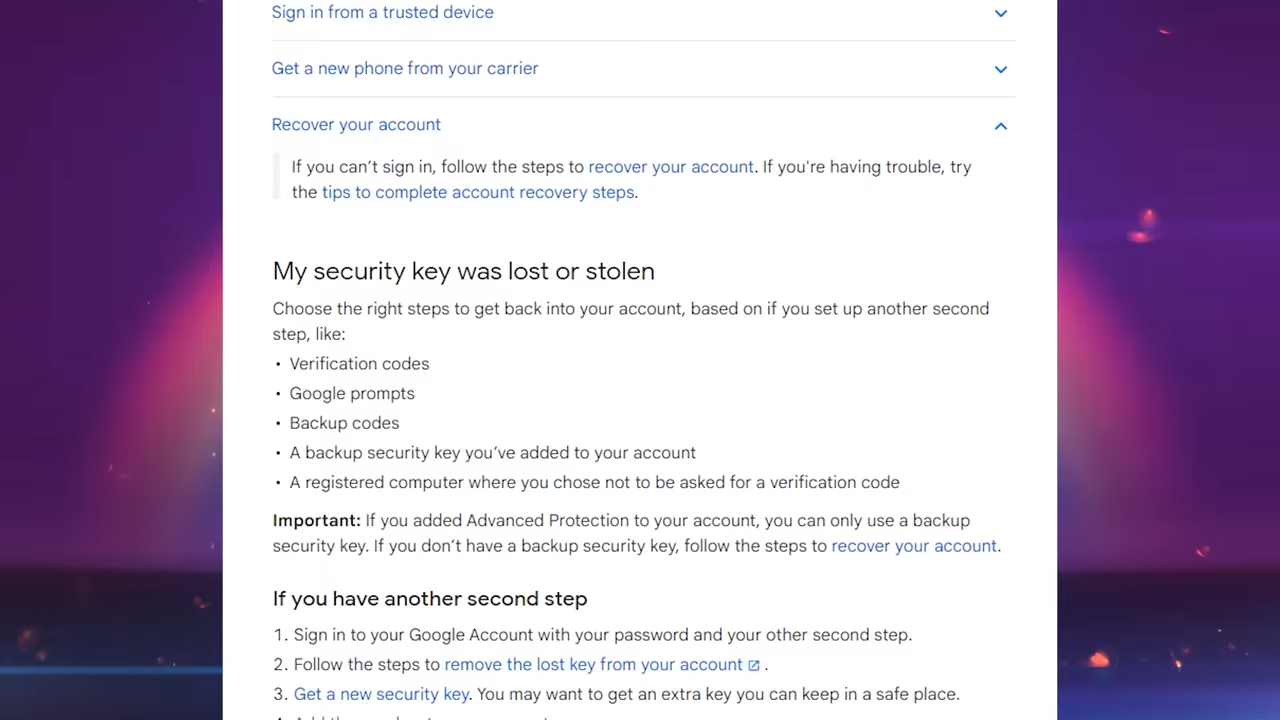 Sign in from a trusted device
Get a new phone from your carrier
Recover your account
If you can’t sign in, follow the steps to recover your account. If you're having trouble, try
the tips to complete account recovery steps.
My security key was lost or stolen
Choose the right steps to get back into your account, based on if you set up another second
step, like:
• Verification codes
• Google prompts
• Backup codes
• A backup security key you’ve added to your account
• A registered computer where you chose not to be asked for a verification code
Important: If you added Advanced Protection to your account, you can only use a backup
security key. If you don’t have a backup security key, follow the steps to recover your account.
If you have another second step
1. Sign in to your Google Account with your password and your other second step.
2. Follow the steps to remove the lost key from your account .
3. Get a new security key. You may want to get an extra key you can keep in a safe place.